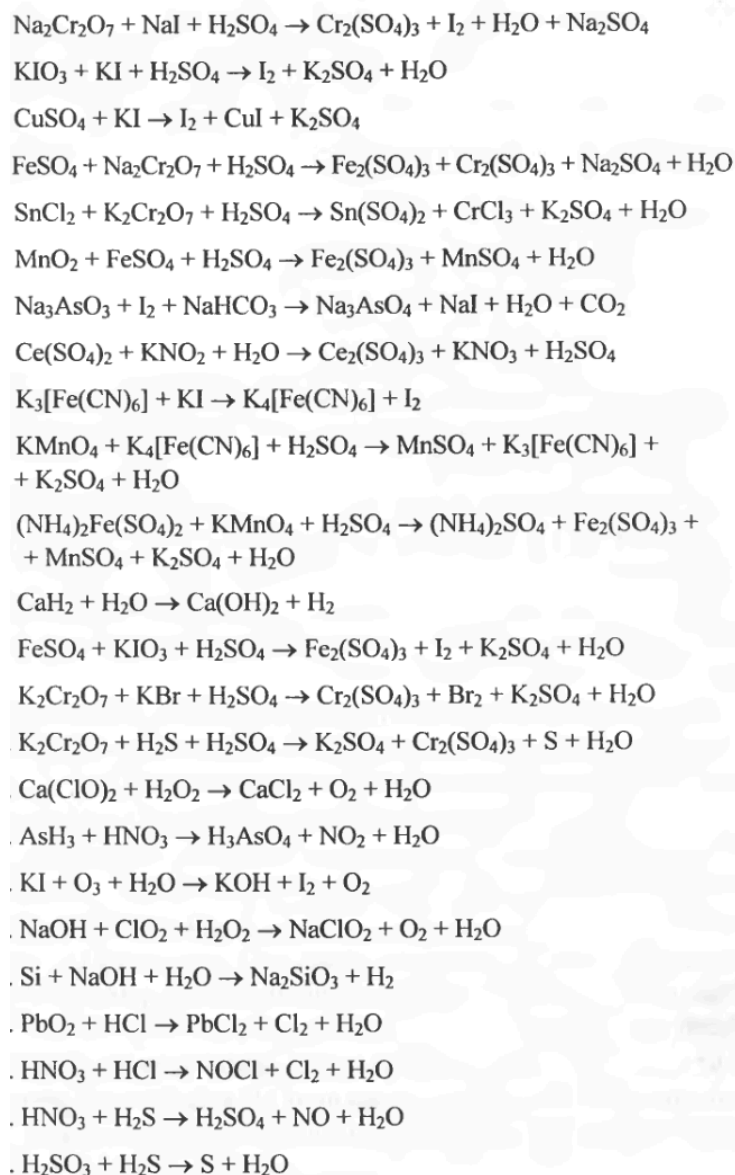 Na₂Cr₂O₇ + NaI + H₂SO₄ → Cr₂(SO₄)₃ + I₂ + H₂O + Na₂SO₄
KIO₃ + KI + H₂SO₄ → I₂ + K₂SO₄ + H₂O
CuSO₄ + KI → I₂ + CuI + K₂SO₄
FeSO₄ + Na₂Cr₂O₇ + H₂SO₄ → Fe₂(SO₄)₃ + Cr₂(SO₄)₃ + Na₂SO₄ + H₂O
SnCl₂ + K₂Cr₂O₇ + H₂SO₄ → Sn(SO₄)₂ + CrCl₃ + K₂SO₄ + H₂O
MnO₂ + FeSO₄ + H₂SO₄ → Fe₂(SO₄)₃ + MnSO₄ + H₂O
Na₃AsO₃ + I₂ + NaHCO₃ → Na₃AsO₄ + NaI + H₂O + CO₂
Ce(SO₄)₂ + KNO₂ + H₂O → Ce₂(SO₄)₃ + KNO₃ + H₂SO₄
K₃[Fe(CN)₆] + KI → K₄[Fe(CN)₆] + I₂
KMnO₄ + K₄[Fe(CN)₆] + H₂SO₄ → MnSO₄ + K₃[Fe(CN)₆] +
+ K₂SO₄ + H₂O
(NH₄)₂Fe(SO₄)₂ + KMnO₄ + H₂SO₄ → (NH₄)₂SO₄ + Fe₂(SO₄)₃ +
+ MnSO₄ + K₂SO₄ + H₂O
CaH₂ + H₂O → Ca(OH)₂ + H₂
FeSO₄ + KIO₃ + H₂SO₄ → Fe₂(SO₄)₃ + I₂ + K₂SO₄ + H₂O
K₂Cr₂O₇ + KBr + H₂SO₄ → Cr₂(SO₄)₃ + Br₂ + K₂SO₄ + H₂O
. K₂Cr₂O₇ + H₂S + H₂SO₄ → K₂SO₄ + Cr₂(SO₄)₃ + S + H₂O
. Ca(ClO)₂ + H₂O₂ → CaCl₂ + O₂ + H₂O
. AsH₃ + HNO₃ → H₃AsO₄ + NO₂ + H₂O
. KI + O₃ + H₂O → KOH + I₂ + O₂
. NaOH + ClO₂ + H₂O₂ → NaClO₂ + O₂ + H₂O
. Si + NaOH + H₂O → Na₂SiO₃ + H₂
. PbO₂ + HCl → PbCl₂ + Cl₂ + H₂O
. HNO₃ + HCl → NOCl + Cl₂ + H₂O
. HNO₃ + H₂S → H₂SO₄ + NO + H₂O
. H₂SO₃ + H₂S → S + H₂O